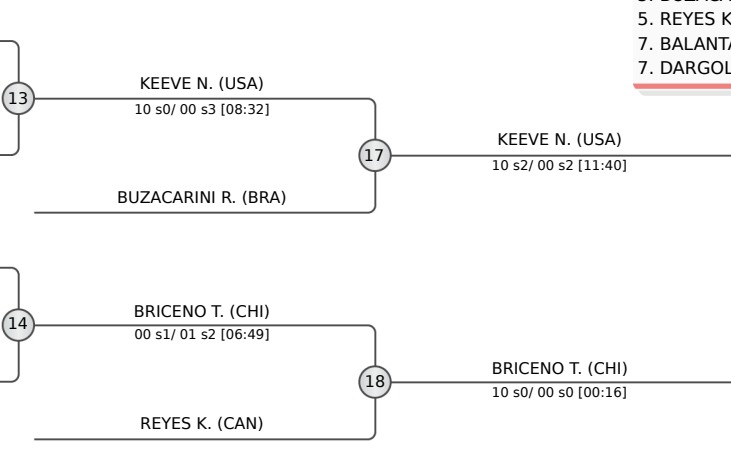 5. REYES K
7.
7.
13
KEEVE N. (USA)
10 s0/ 00 s3 [08:32]
17
KEEVE N. (USA)
10 s2/ 00 s2 [11:40]
BUZACARINI R. (BRA)
14
BRICENO T. (CHI)
00 s1/ 01 s2 [06:49]
18
BRICENO T. (CHI)
10 s0/ 00 s0 [00:16]
REYES K. (CAN)